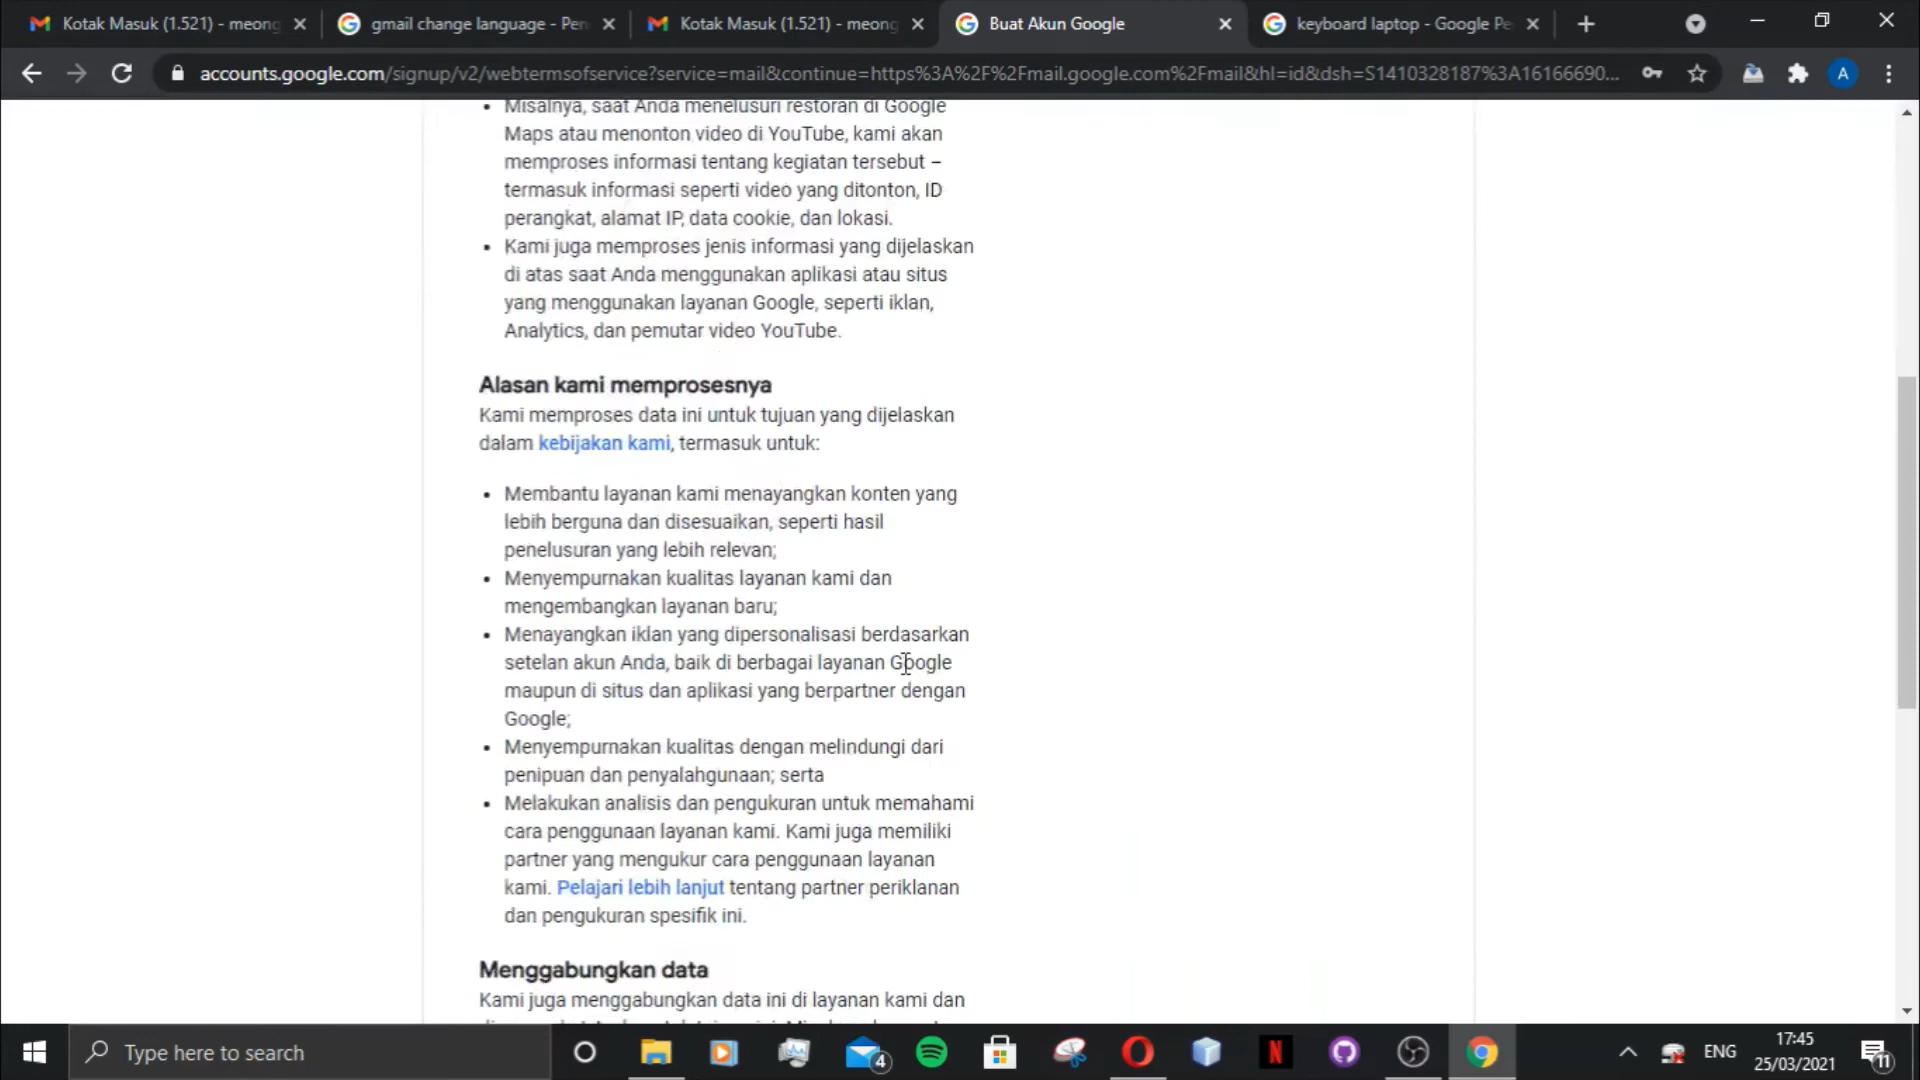 Kotak Masuk (1.521) - meong
gmail change language - Pen
Kotak Masuk (1.521) - meong
Buat Akun Google
keyboard laptop - Google Pe
accounts.google.com/signup/v2/webtermsofservice?service=mail&continue=https%3A%2F%2Fmail.google.com%2Fmail&hl=id&dsh=S1410328187%3A16166690...
A
Misalnya, saat Anda menelusuri restoran di Google
Maps atau menonton video di YouTube, kami akan
memproses informasi tentang kegiatan tersebut –
termasuk informasi seperti video yang ditonton, ID
perangkat, alamat IP, data cookie, dan lokasi.
Kami juga memproses jenis informasi yang dijelaskan
di atas saat Anda menggunakan aplikasi atau situs
yang menggunakan layanan Google, seperti iklan,
Analytics, dan pemutar video YouTube.
Alasan kami memprosesnya
Kami memproses data ini untuk tujuan yang dijelaskan
dalam kebijakan kami, termasuk untuk:
Membantu layanan kami menayangkan konten yang
lebih berguna dan disesuaikan, seperti hasil
penelusuran yang lebih relevan;
Menyempurnakan kualitas layanan kami dan
mengembangkan layanan baru;
Menayangkan iklan yang dipersonalisasi berdasarkan
setelan akun Anda, baik di berbagai layanan Google
maupun di situs dan aplikasi yang berpartner dengan
Google;
Menyempurnakan kualitas dengan melindungi dari
penipuan dan penyalahgunaan; serta
Melakukan analisis dan pengukuran untuk memahami
cara penggunaan layanan kami. Kami juga memiliki
partner yang mengukur cara penggunaan layanan
kami. Pelajari lebih lanjut tentang partner periklanan
dan pengukuran spesifik ini.
Menggabungkan data
Kami juga menggabungkan data ini di layanan kami dan
Type here to search
4
N
ENG
17:45
25/03/2021
11